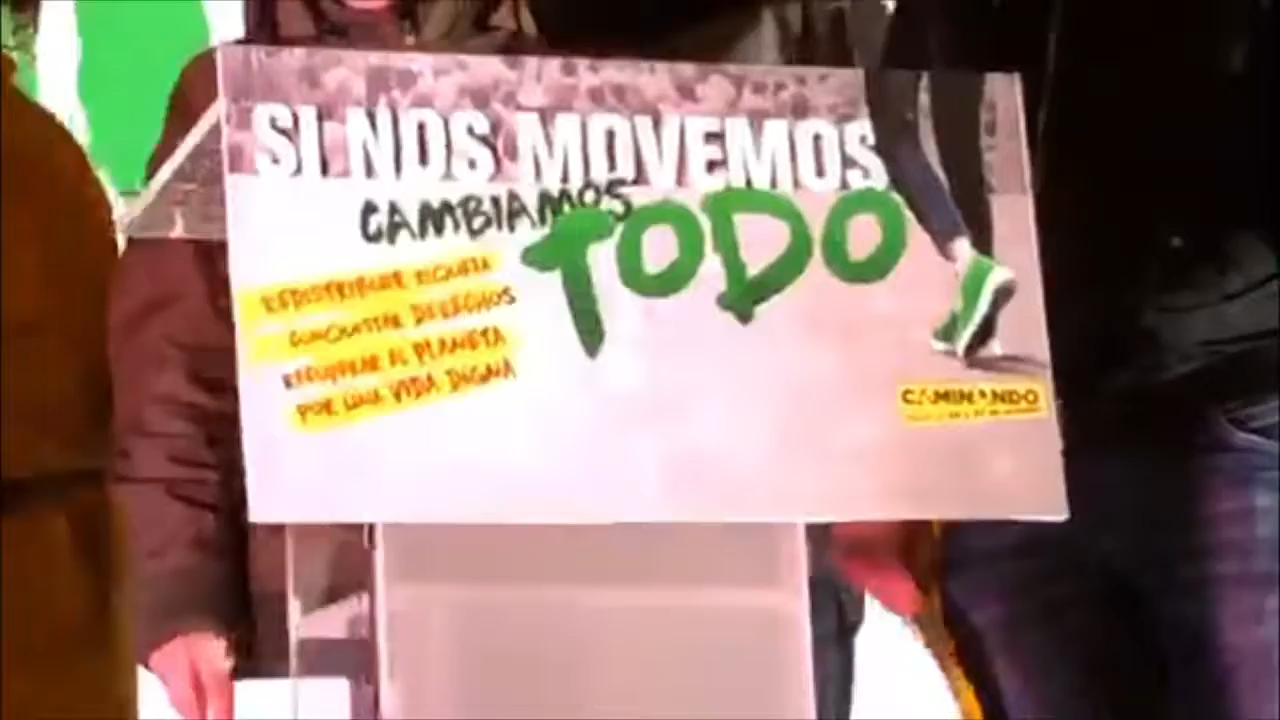 SI NOS MOVEMOS
CAMBIAMOS
TODO
REDISTRIBUIR RIQUEZA
CONQUISTAR DERECHOS
RECUPERAR EL PLANETA
POR UNA VIDA DIGNA
CAMINANDO